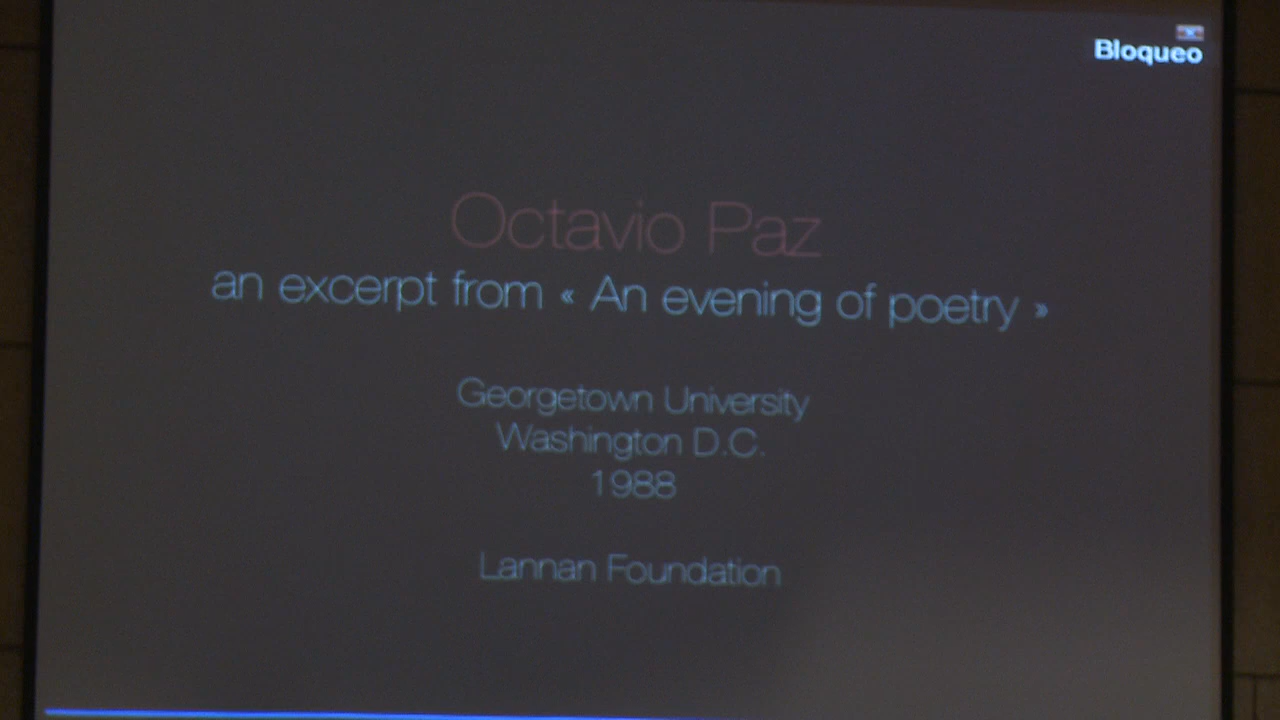 Bloqueo
Octavio Paz
an excerpt from « An evening of poetry »
Georgetown University
Washington D.C.
1988
Lannan Foundation